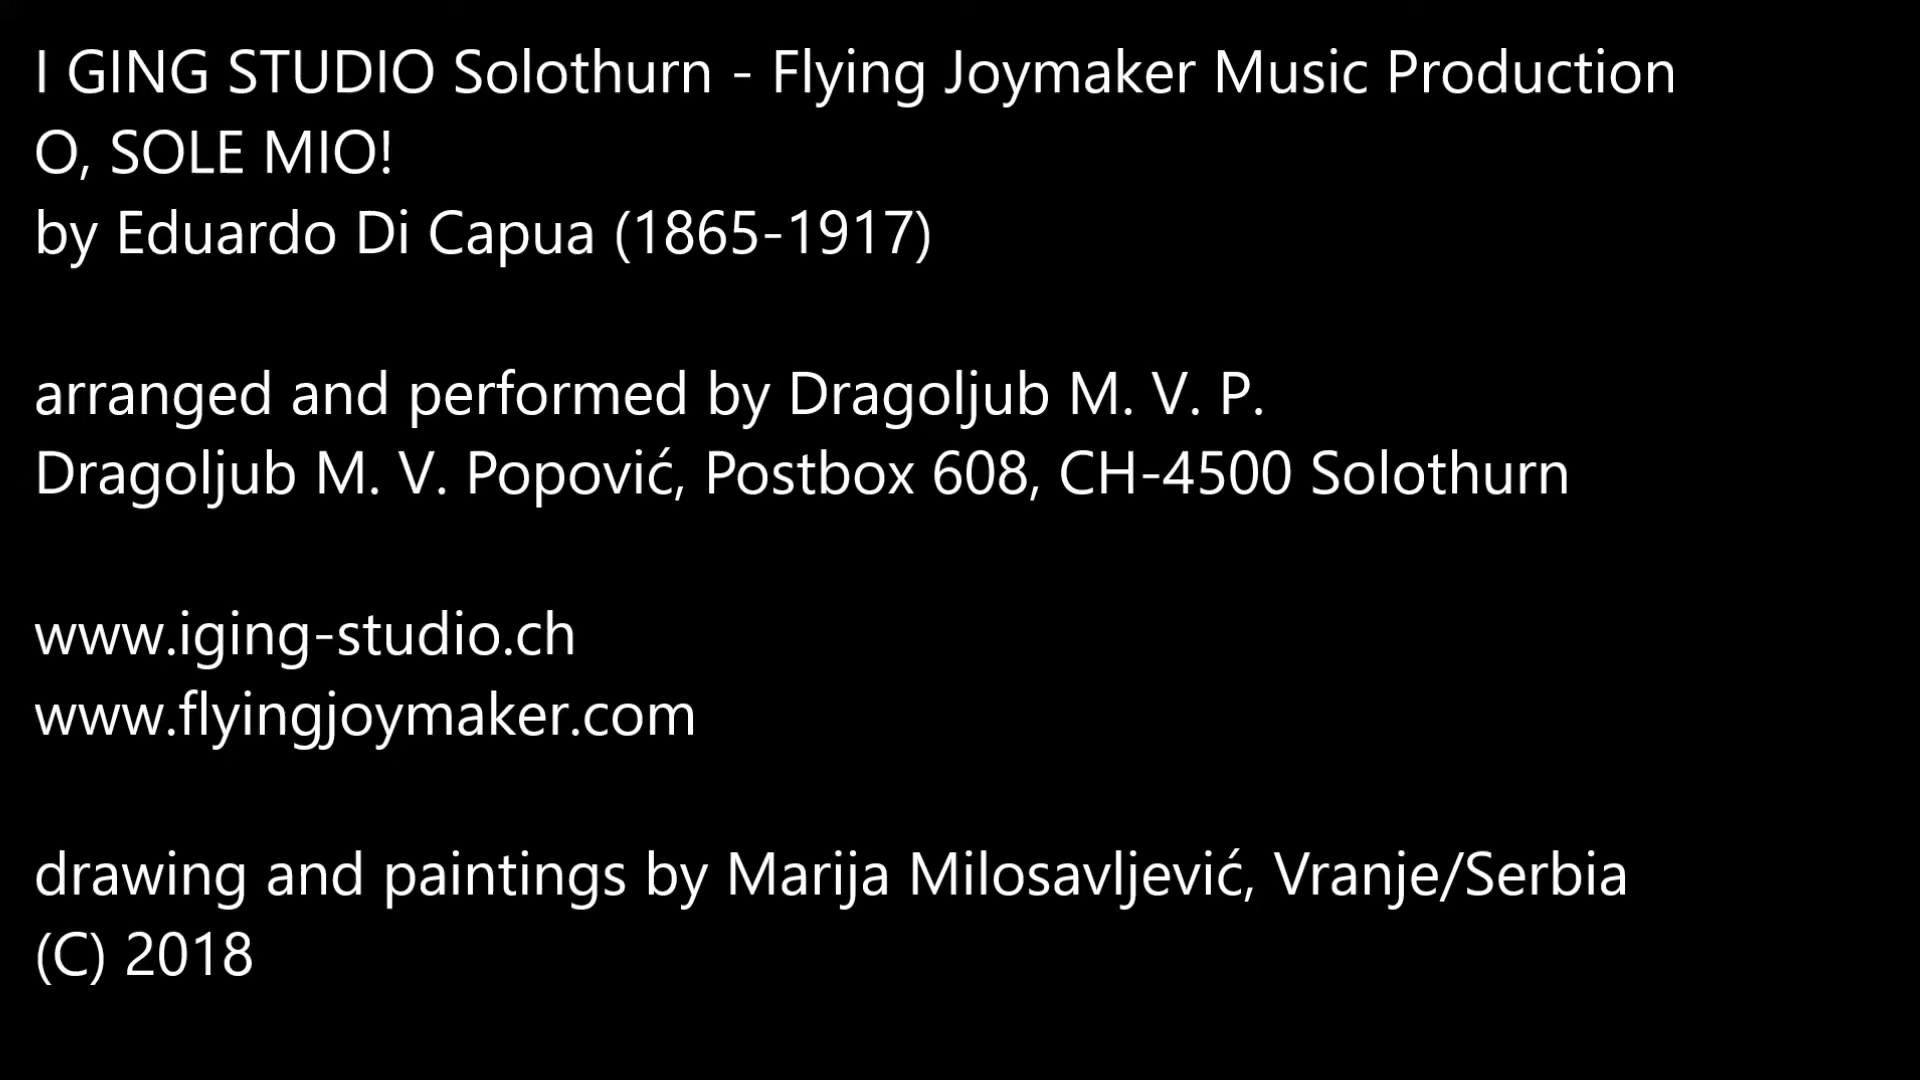 I GING STUDIO Solothurn - Flying Joymaker Music Production
O, SOLE MIO!
by Eduardo Di Capua (1865-1917)
arranged and performed by Dragoljub M. V. P.
Dragoljub M. V. Popović, Postbox 608, CH-4500 Solothurn
www.iging-studio.ch
www.flyingjoymaker.com
drawing and paintings by Marija Milosavljević, Vranje/Serbia
(C) 2018